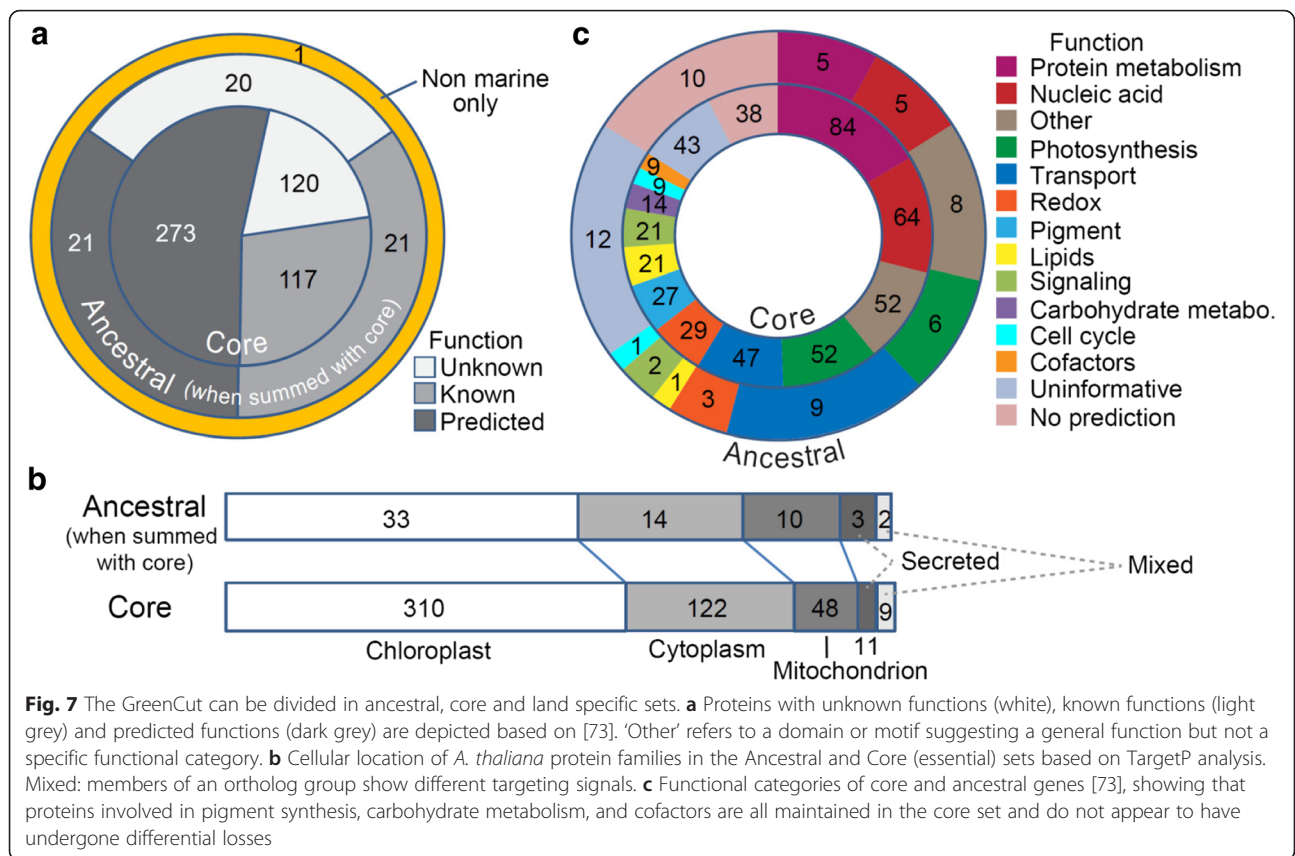 a
1
20
Non marine
only
120
273
21
21
117
Ancestral (when summed with core)
Core
Function
Unknown
Known
Predicted
c
10
5
5
38
84
43
9
9
14
64
8
12
21
21
27
52
6
29
Core
47
52
1
2
1
3
9
Ancestral
Function
Protein metabolism
Nucleic acid
Other
Photosynthesis
Transport
Redox
Pigment
Lipids
Signaling
Carbohydrate metabo.
Cell cycle
Cofactors
Uninformative
No prediction
b
Ancestral
(when summed
with core)
33
14
10
3
2
Secreted
Mixed
Core
310
122
48
9
11
Chloroplast
Cytoplasm
Mitochondrion
Fig. 7 The GreenCut can be divided in ancestral, core and land specific sets. a Proteins with unknown functions (white), known functions (light
grey) and predicted functions (dark grey) are depicted based on [73]. ‘Other’ refers to a domain or motif suggesting a general function but not a
specific functional category. b Cellular location of A. thaliana protein families in the Ancestral and Core (essential) sets based on TargetP analysis.
Mixed: members of an ortholog group show different targeting signals. c Functional categories of core and ancestral genes [73], showing that
proteins involved in pigment synthesis, carbohydrate metabolism, and cofactors are all maintained in the core set and do not appear to have
undergone differential losses